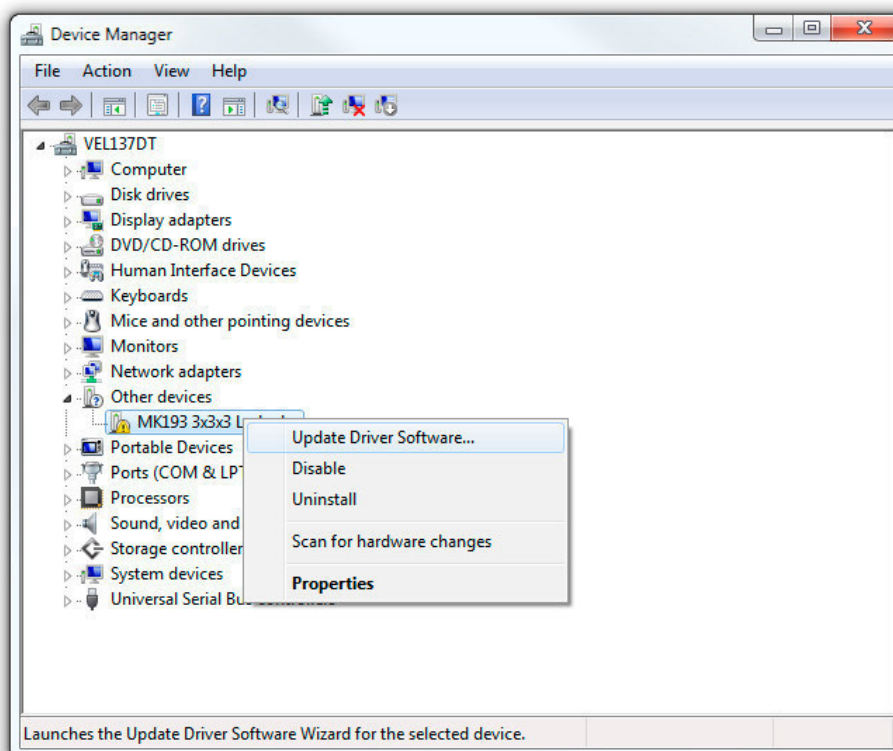 Device Manager
File Action View Help
VEL137DT
Computer
Disk drives
Display adapters
DVD/CD-ROM drives
Human Interface Devices
Keyboards
Mice and other pointing devices
Monitors
Network adapters
Other devices
MK193 3x3x3
Update Driver Software...
Portable Devices
Disable
Ports (COM & LPT
Processors
Uninstall
Sound, video and
Scan for hardware changes
Storage controller
System devices
Properties
Universal Serial
Launches the Update Driver Software Wizard for the selected device.